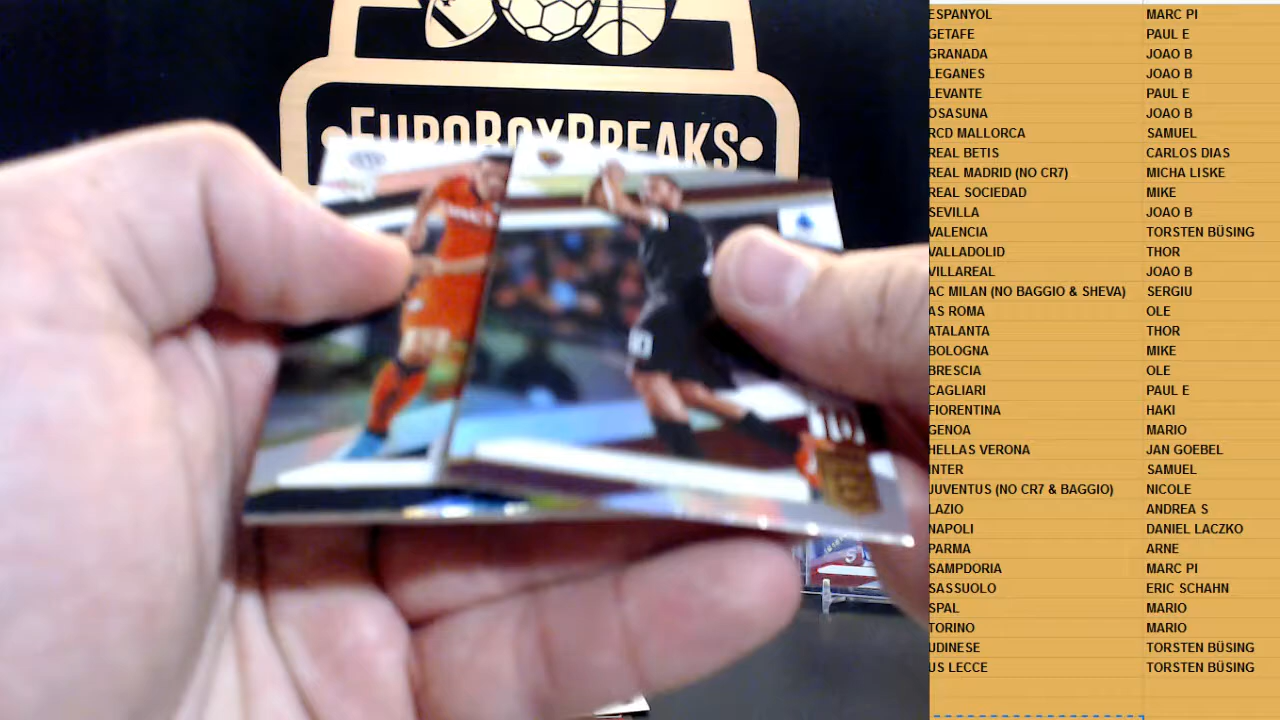 •EUROBOXBREAKS•
ESPANYOL MARC PI
GETAFE PAUL E
GRANADA JOAO B
LEGANES JOAO B
LEVANTE PAUL E
OSASUNA JOAO B
RCD MALLORCA SAMUEL
REAL BETIS CARLOS DIAS
REAL MADRID (NO CR7) MICHA LISKE
REAL SOCIEDAD MIKE
SEVILLA JOAO B
VALENCIA TORSTEN BÜSING
VALLADOLID THOR
VILLAREAL JOAO B
AC MILAN (NO BAGGIO & SHEVA) SERGIU
AS ROMA OLE
ATALANTA THOR
BOLOGNA MIKE
BRESCIA OLE
CAGLIARI PAUL E
FIORENTINA HAKI
GENOA MARIO
HELLAS VERONA JAN GOEBEL
INTER SAMUEL
JUVENTUS (NO CR7 & BAGGIO) NICOLE
LAZIO ANDREA S
NAPOLI DANIEL LACZKO
PARMA ARNE
SAMPDORIA MARC PI
SASSUOLO ERIC SCHAHN
SPAL MARIO
TORINO MARIO
UDINESE TORSTEN BÜSING
US LECCE TORSTEN BÜSING